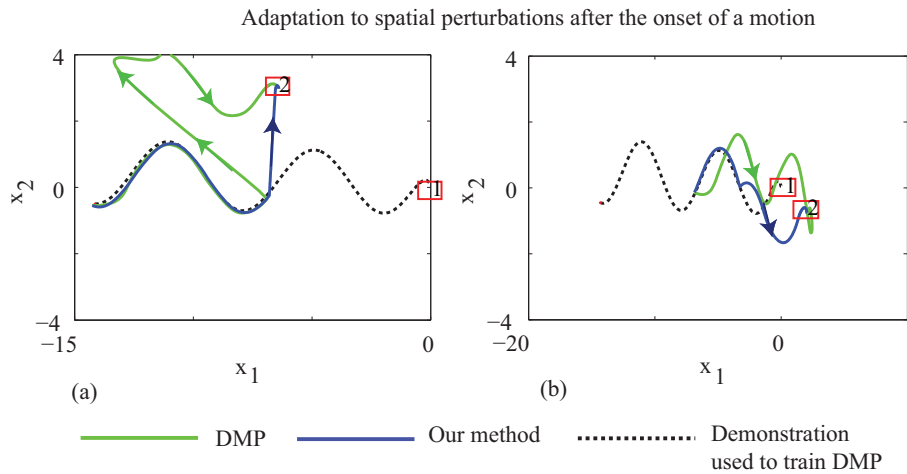 Adaptation to spatial perturbations after the onset of a motion
4
2
x2
0
1
−4
−15
0
x1
(a)
4
x2
0
1
2
−4
−20
0
x1
(b)
DMP
Our method
Demonstration
used to train DMP